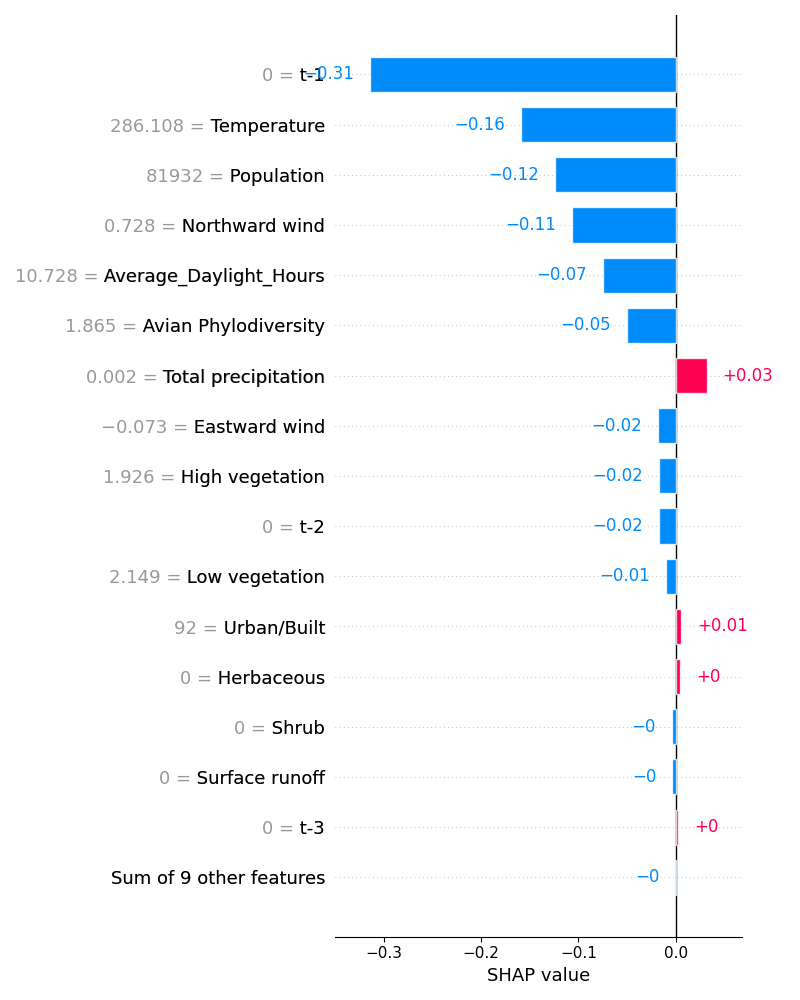 0 = t-1 −0.31
286.108 = Temperature −0.16
81932 = Population −0.12
0.728 = Northward wind −0.11
10.728 = Average_Daylight_Hours −0.07
1.865 = Avian Phylodiversity −0.05
0.002 = Total precipitation +0.03
−0.073 = Eastward wind −0.02
1.926 = High vegetation −0.02
0 = t-2 −0.02
2.149 = Low vegetation −0.01
92 = Urban/Built +0.01
0 = Herbaceous +0
0 = Shrub −0
0 = Surface runoff −0
0 = t-3 +0
Sum of 9 other features −0
−0.3 −0.2 −0.1 0.0
SHAP value